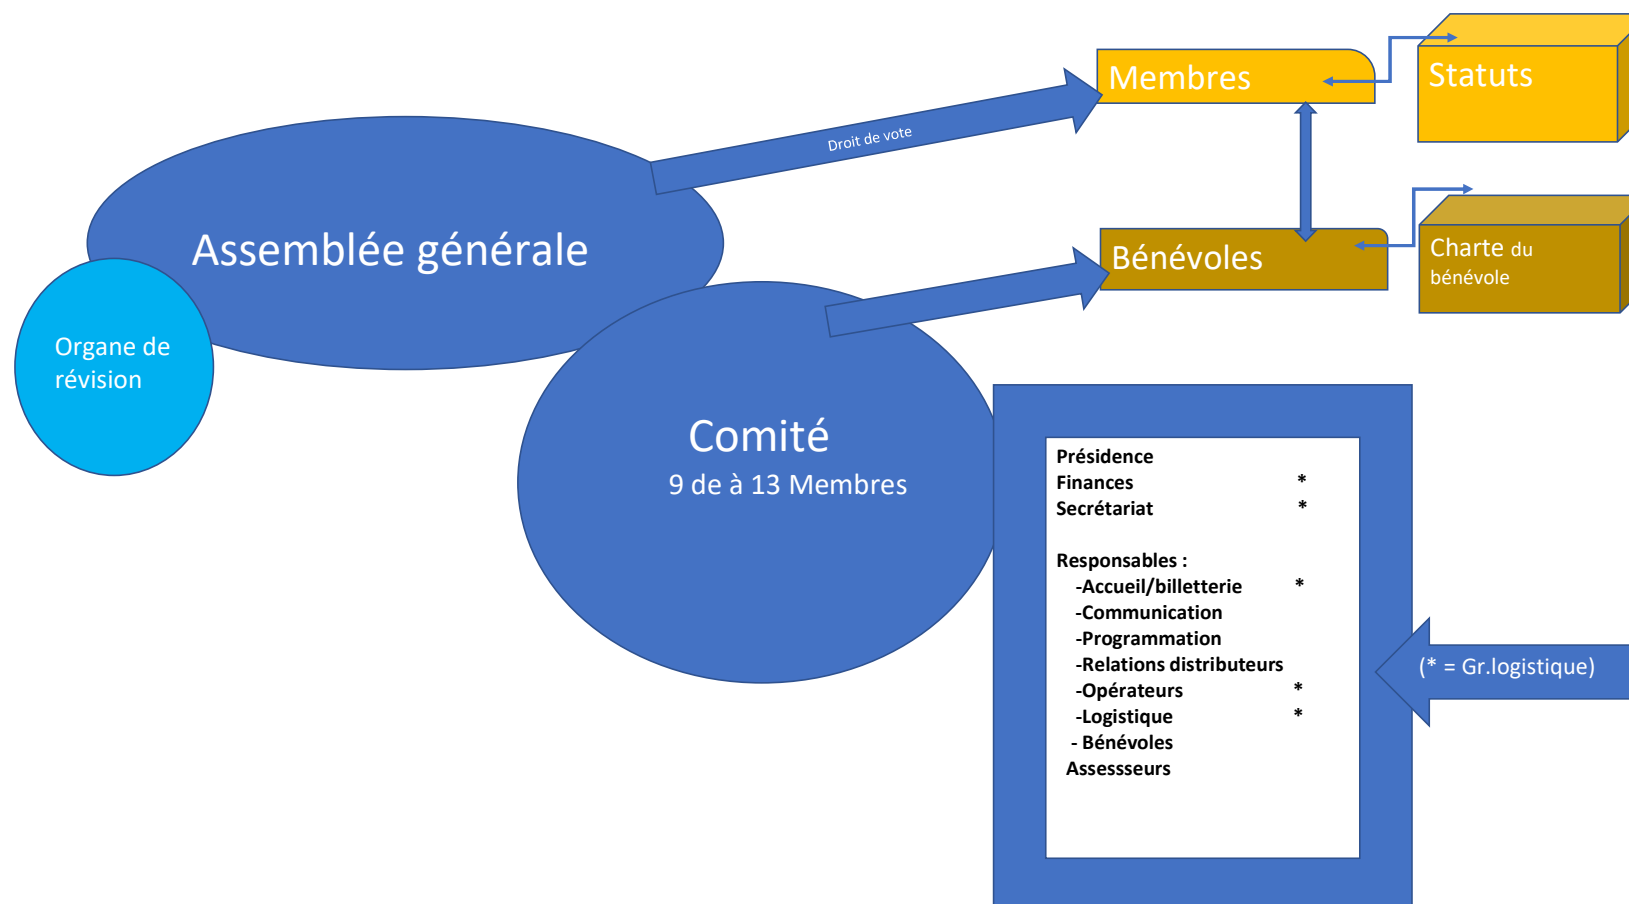 Membres
Statuts
Droit de vote
Assemblée générale
Bénévoles
Charte du
bénévole
Organe de
révision
Comité
9 de à 13 Membres
Présidence
Finances *
Secrétariat *
Responsables :
-Accueil/billetterie *
-Communication
-Programmation
-Relations distributeurs
-Opérateurs *
-Logistique *
- Bénévoles
Assessseurs
(* = Gr.logistique)